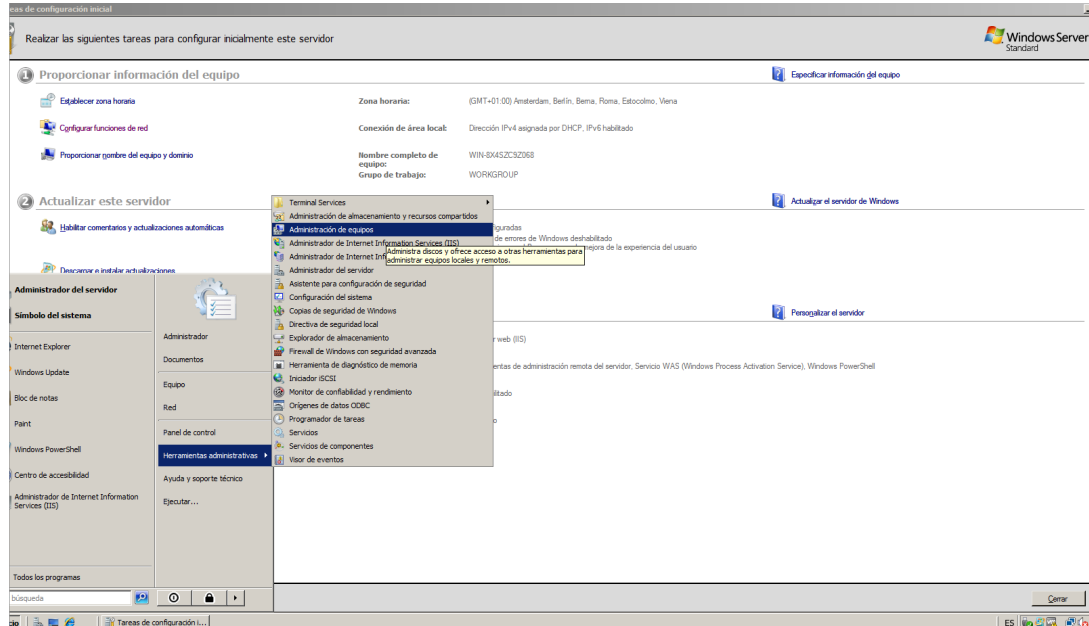 eas de configuración inicial
Realizar las siguientes tareas para configurar inicialmente este servidor
Windows Server
Standard
1 Proporcionar información del equipo
Especificar información del equipo
Establecer zona horaria
Zona horaria:
(GMT+01:00) Amsterdam, Berlín, Berna, Roma, Estocolmo, Viena
Configurar funciones de red
Conexión de área local:
Dirección IPv4 asignada por DHCP, IPv6 habilitado
Proporcionar nombre del equipo y dominio
Nombre completo de
equipo:
WIN-8X4SZC9Z068
Grupo de trabajo:
WORKGROUP
2 Actualizar este servidor
Actualizar el servidor de Windows
Habilitar comentarios y actualizaciones automáticas
iguradas
de errores de Windows deshabilitado
ejora de la experiencia del usuario
Descargar e instalar actualizaciones
Personalizar el servidor
r web (IIS)
entas de administración remota del servidor, Servicio WAS (Windows Process Activation Service), Windows PowerShell
ilitado
o
Terminal Services
Administración de almacenamiento y recursos compartidos
Administración de equipos
Administrador de Internet Information Services (IIS)
Administrador de Internet Inf
Administra discos y ofrece acceso a otras herramientas para
administrar equipos locales y remotos.
Administrador del servidor
Asistente para configuración de seguridad
Configuración del sistema
Copias de seguridad de Windows
Directiva de seguridad local
Explorador de almacenamiento
Firewall de Windows con seguridad avanzada
Herramienta de diagnóstico de memoria
Iniciador iSCSI
Monitor de confiabilidad y rendimiento
Orígenes de datos ODBC
Programador de tareas
Servicios
Servicios de componentes
Visor de eventos
Administrador del servidor
Símbolo del sistema
Internet Explorer
Windows Update
Bloc de notas
Paint
Windows PowerShell
Centro de accesibilidad
Administrador de Internet Information
Services (IIS)
Todos los programas
búsqueda
Administrador
Documentos
Equipo
Red
Panel de control
Herramientas administrativas
Ayuda y soporte técnico
Ejecutar...
Cerrar
cio
Tareas de configuración i...
ES